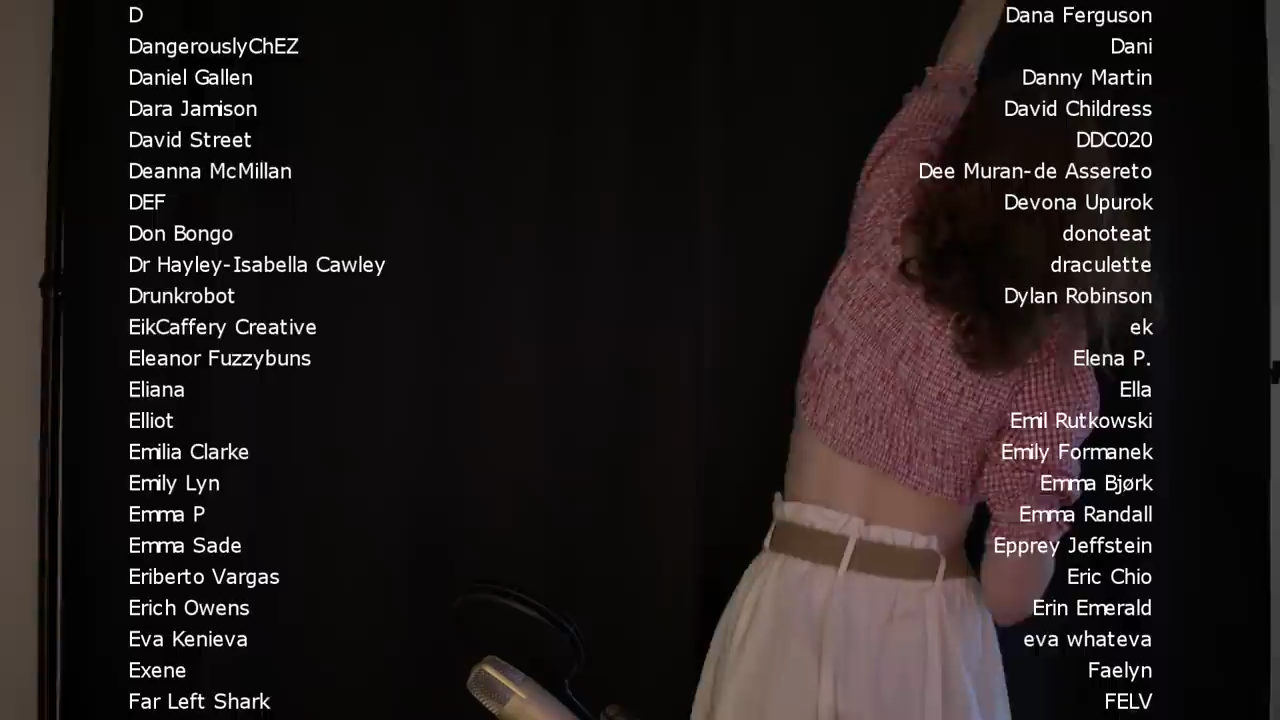 D
Dana Ferguson
DangerouslyChEZ
Dani
Daniel Gallen
Danny Martin
Dara Jamison
David Childress
David Street
DDC020
Deanna McMillan
Dee Muran-de Assereto
DEF
Devona Upurok
Don Bongo
donoteat
Dr Hayley-Isabella Cawley
draculette
Drunkrobot
Dylan Robinson
EikCaffery Creative
ek
Eleanor Fuzzybuns
Elena P.
Eliana
Ella
Elliot
Emil Rutkowski
Emilia Clarke
Emily Formanek
Emily Lyn
Emma Bjørk
Emma P
Emma Randall
Emma Sade
Epprey Jeffstein
Eriberto Vargas
Eric Chio
Erich Owens
Erin Emerald
Eva Kenieva
eva whateva
Exene
Faelyn
Far Left Shark
FELV